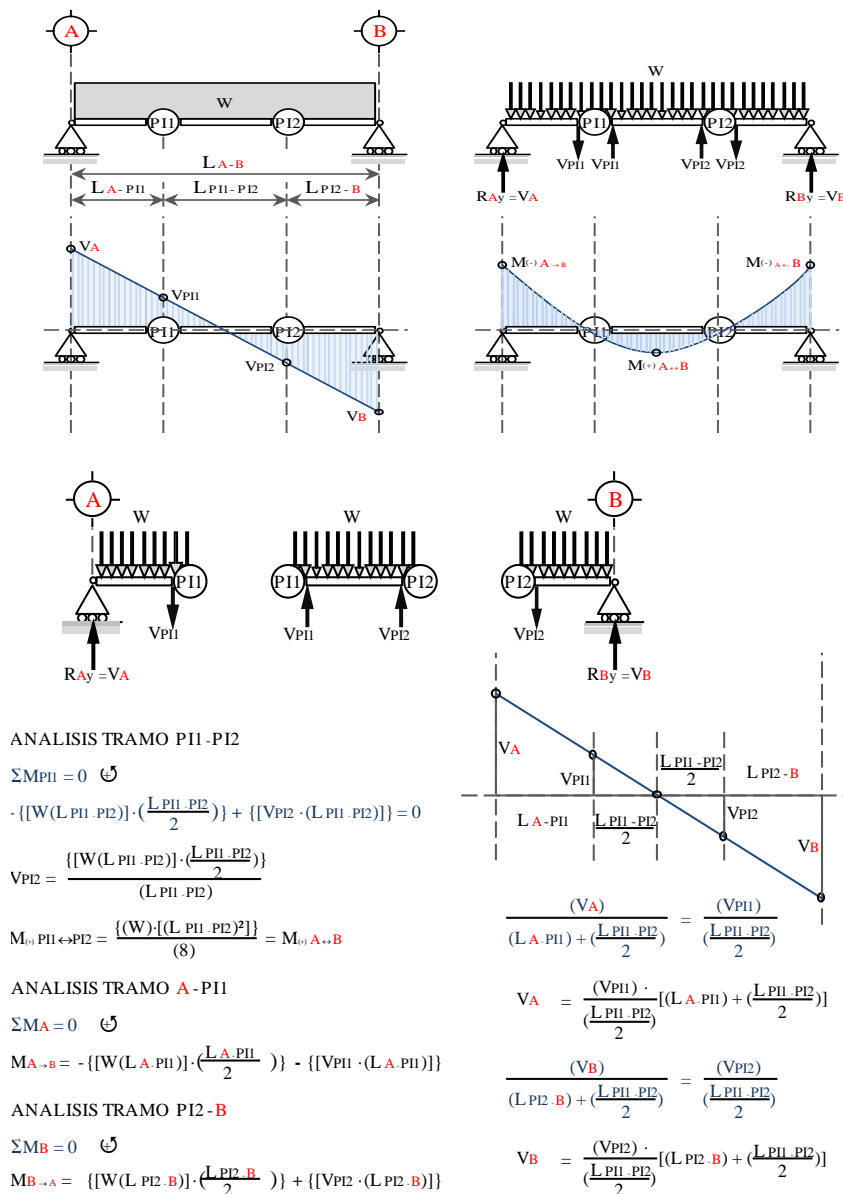 A B
W
PI1 PI2
L A-B
L A-PI1 L PI1-PI2 L PI2-B
VA
VPI1
PI1 PI2
VPI2
VB
W
PI1 PI2
VPI1 VPI1 VPI2 VPI2
RAy =VA RBy =VB
M(-) A→B M(-) A←B
PI1 PI2
M(+) A↔B
A B
W W W
PI1 PI1 PI2 PI2
VPI1 VPI1 VPI2 VPI2
RAy =VA RBy =VB
ANALISIS TRAMO PI1-PI2
ΣMPI1 = 0
- {[W(L PI1-PI2)]·(L PI1-PI2/2)} + {[VPI2 · (L PI1-PI2)]} = 0
VPI2 = {[W(L PI1-PI2)]·(L PI1-PI2/2)}/(L PI1-PI2)
M(+) PI1↔PI2 = {(W)·[(L PI1-PI2)²]}/(8) = M(+) A↔B
ANALISIS TRAMO A-PI1
ΣMA = 0
MA→B = - {[W(L A-PI1)]·(L A-PI1/2)} - {[VPI1 · (L A-PI1)]}
ANALISIS TRAMO PI2-B
ΣMB = 0
MB→A = {[W(L PI2-B)]·(L PI2-B/2)} + {[VPI2 · (L PI2-B)]}
VA
VPI1
L PI1-PI2/2
L PI2-B
L A-PI1
L PI1-PI2/2
VPI2
VB
(VA)/(L A-PI1) + (L PI1-PI2/2) = (VPI1)/(L PI1-PI2/2)
VA = (VPI1) ·/(L PI1-PI2/2) [(L A-PI1) + (L PI1-PI2/2)]
(VB)/(L PI2-B) + (L PI1-PI2/2) = (VPI2)/(L PI1-PI2/2)
VB = (VPI2) ·/(L PI1-PI2/2) [(L PI2-B) + (L PI1-PI2/2)]